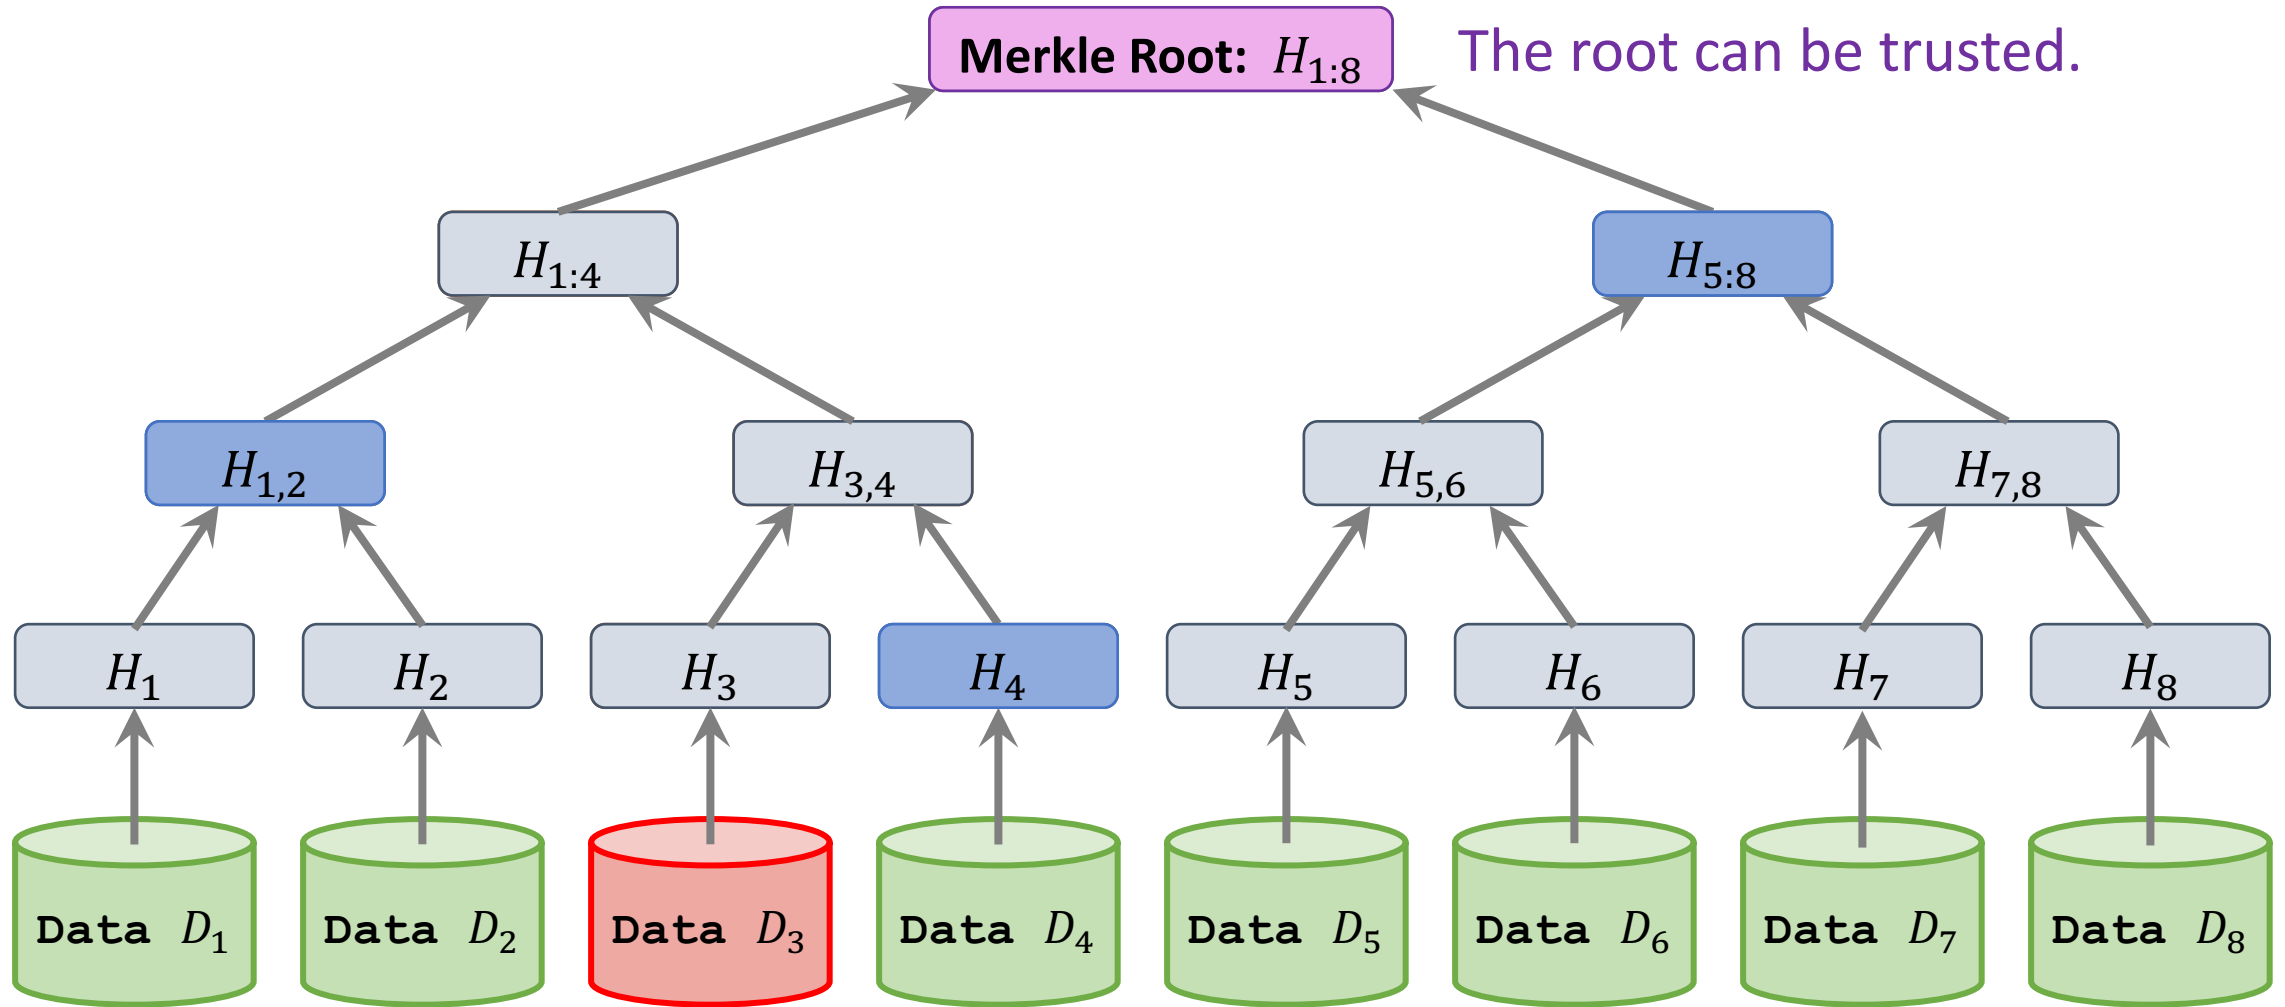 Merkle Root: H₁:₈ The root can be trusted.
H₁:₄ H₅:₈
H₁,₂ H₃,₄ H₅,₆ H₇,₈
H₁ H₂ H₃ H₄ H₅ H₆ H₇ H₈
Data D₁ Data D₂ Data D₃ Data D₄ Data D₅ Data D₆ Data D₇ Data D₈